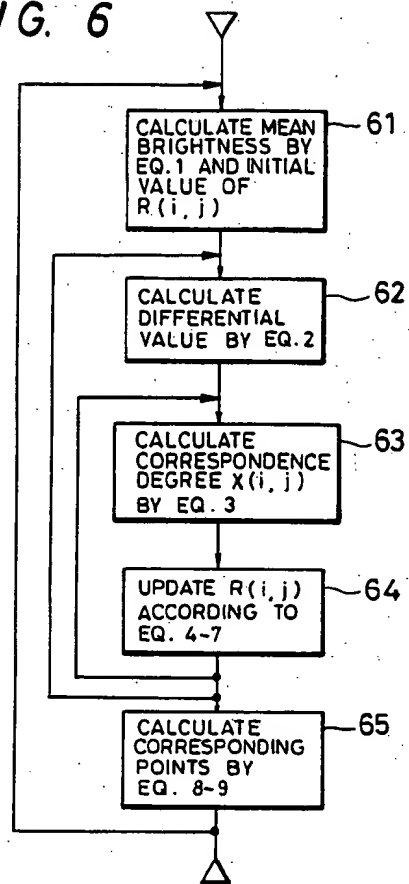 FIG. 6
CALCULATE MEAN
BRIGHTNESS BY
EQ.1 AND INITIAL
VALUE OF
R(i,j)
61
CALCULATE
DIFFERENTIAL
VALUE BY EQ.2
62
CALCULATE
CORRESPONDENCE
DEGREE X(i,j)
BY EQ.3
63
UPDATE R(i,j)
ACCORDING TO
EQ. 4~7
64
CALCULATE
CORRESPONDING
POINTS BY
EQ. 8~9
65